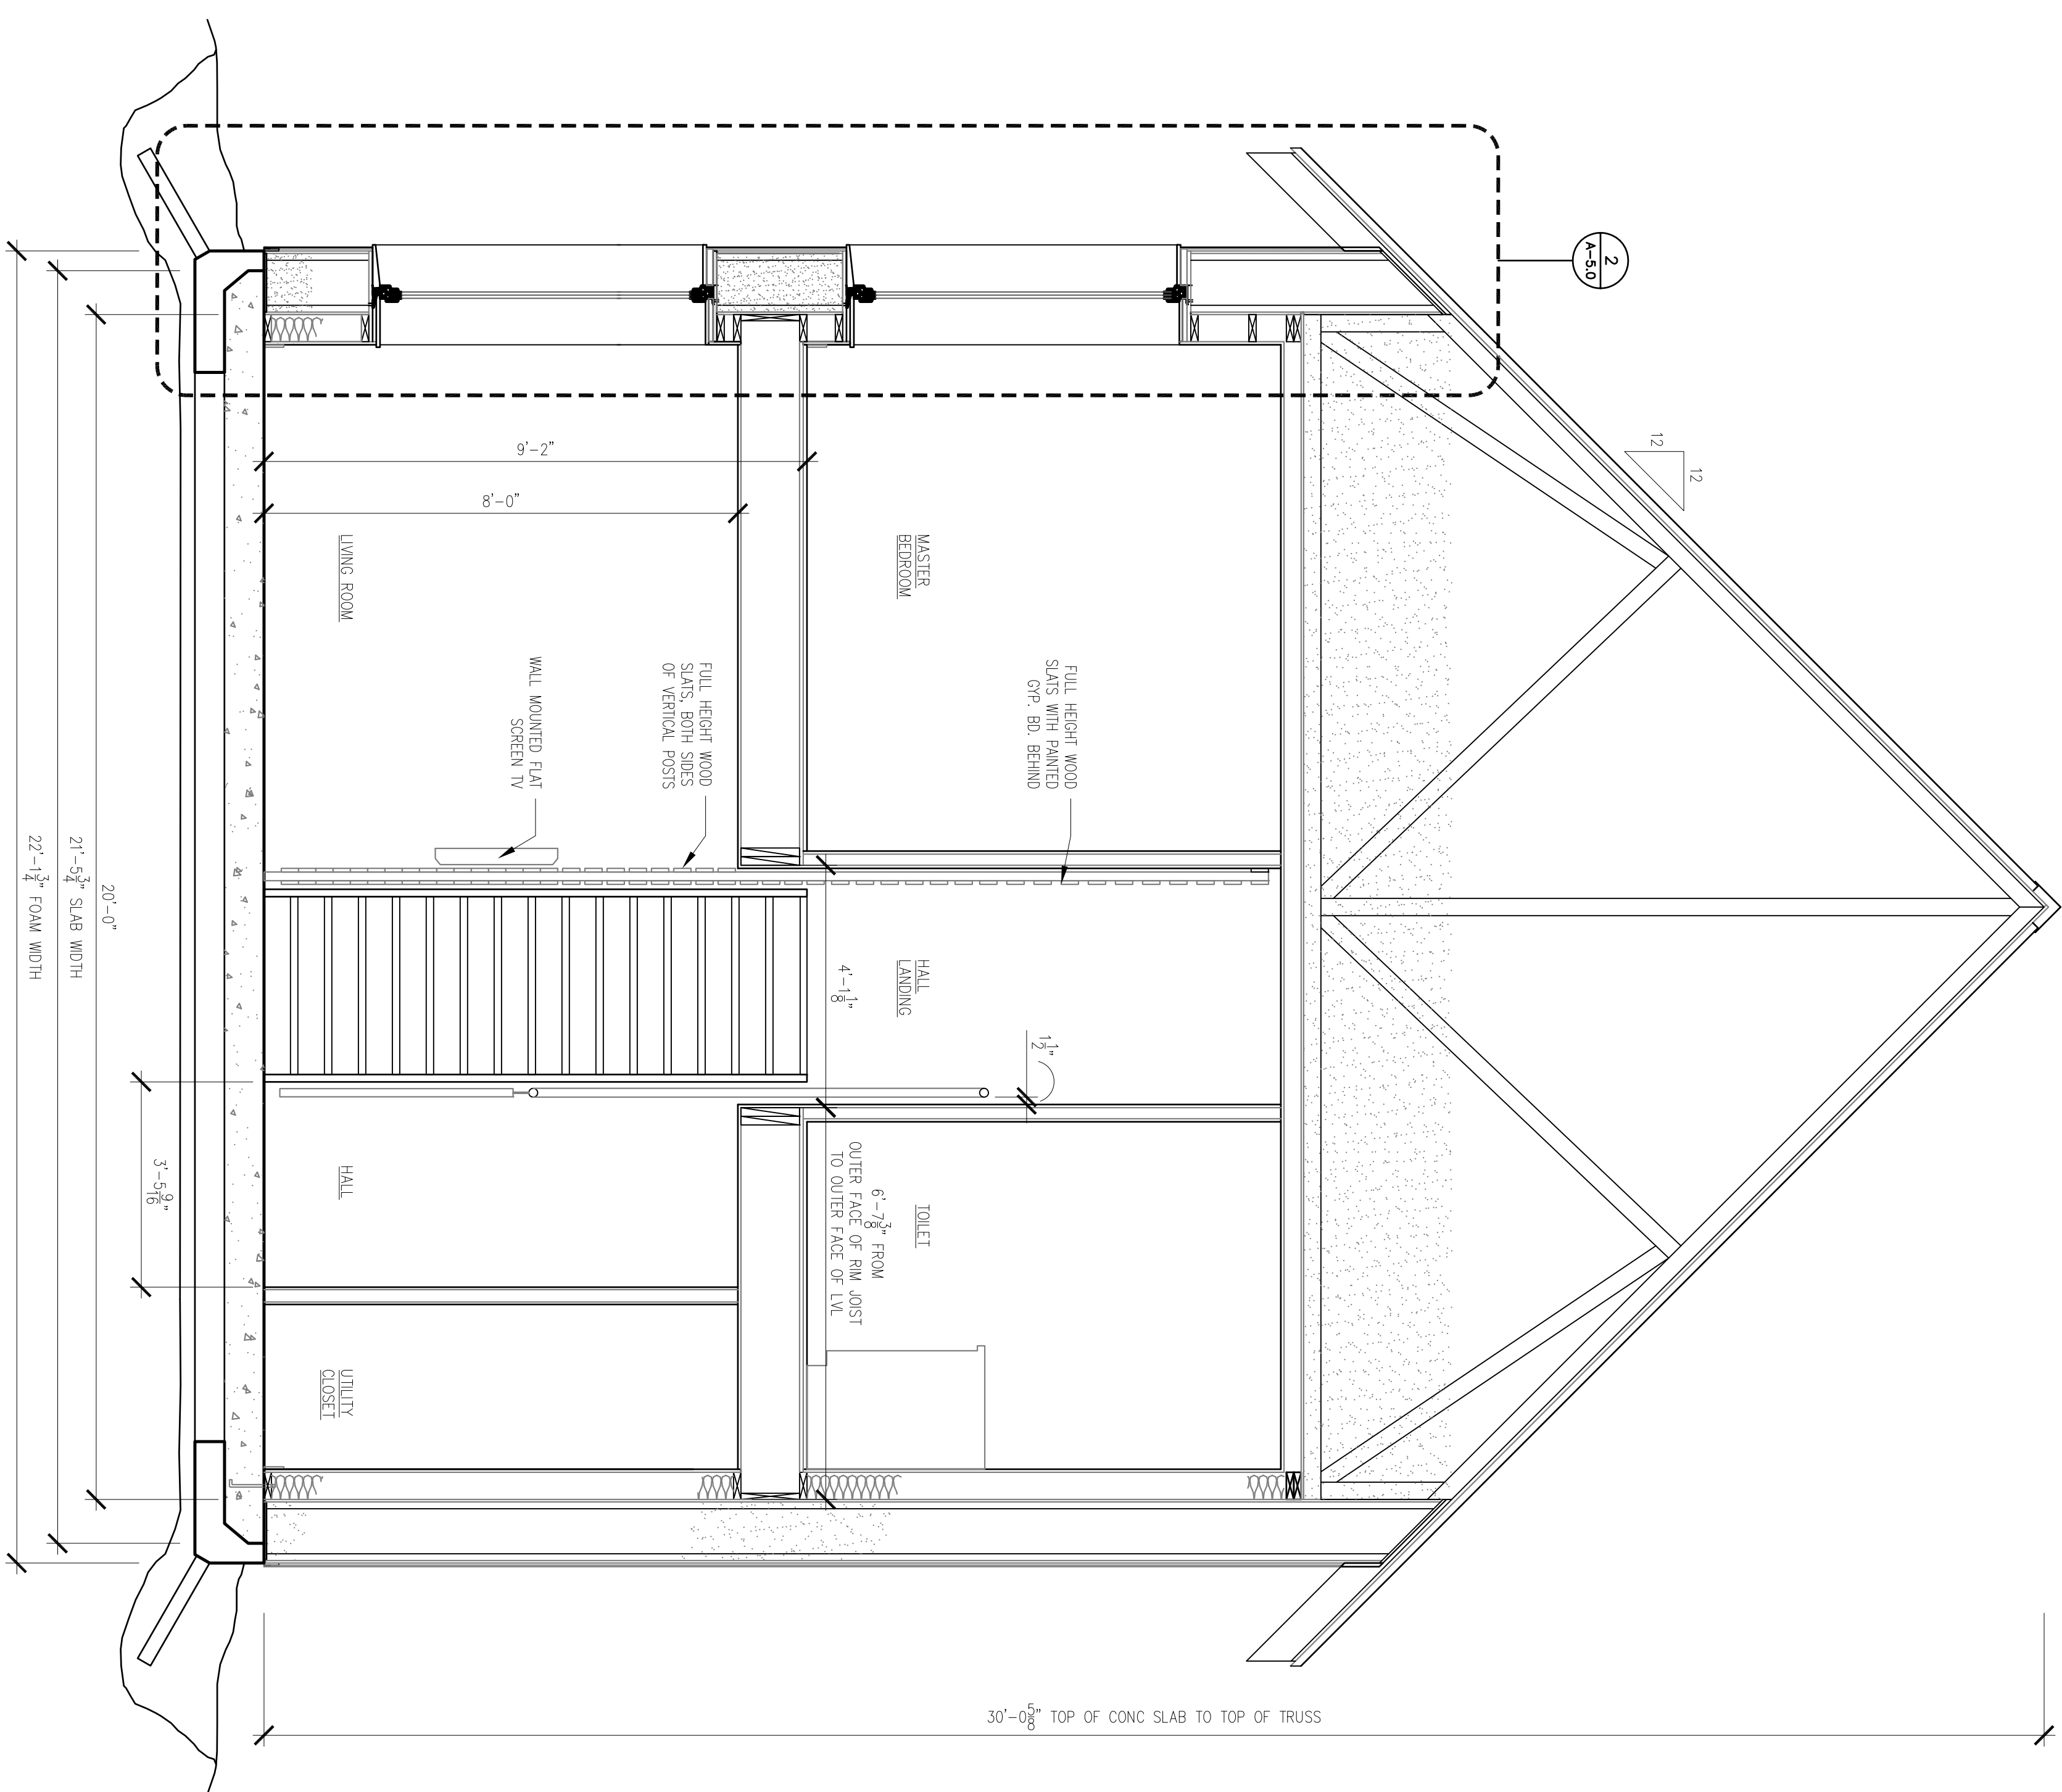 2
A-5.0
12
12
FULL HEIGHT WOOD
SLATS WITH PAINTED
GYP. BD. BEHIND
MASTER
BEDROOM
HALL
LANDING
1 1/2"
TOILET
6'-7 3/8" FROM
OUTER FACE OF RIM JOIST
TO OUTER FACE OF LVL
4'-1 1/8"
9'-2"
8'-0"
FULL HEIGHT WOOD
SLATS, BOTH SIDES
OF VERTICAL POSTS
WALL MOUNTED FLAT
SCREEN TV
LIVING ROOM
HALL
UTILITY
CLOSET
3'-5 9/16"
20'-0"
21'-5 3/4" SLAB WIDTH
22'-1 3/4" FOAM WIDTH
30'-0 5/8" TOP OF CONC SLAB TO TOP OF TRUSS